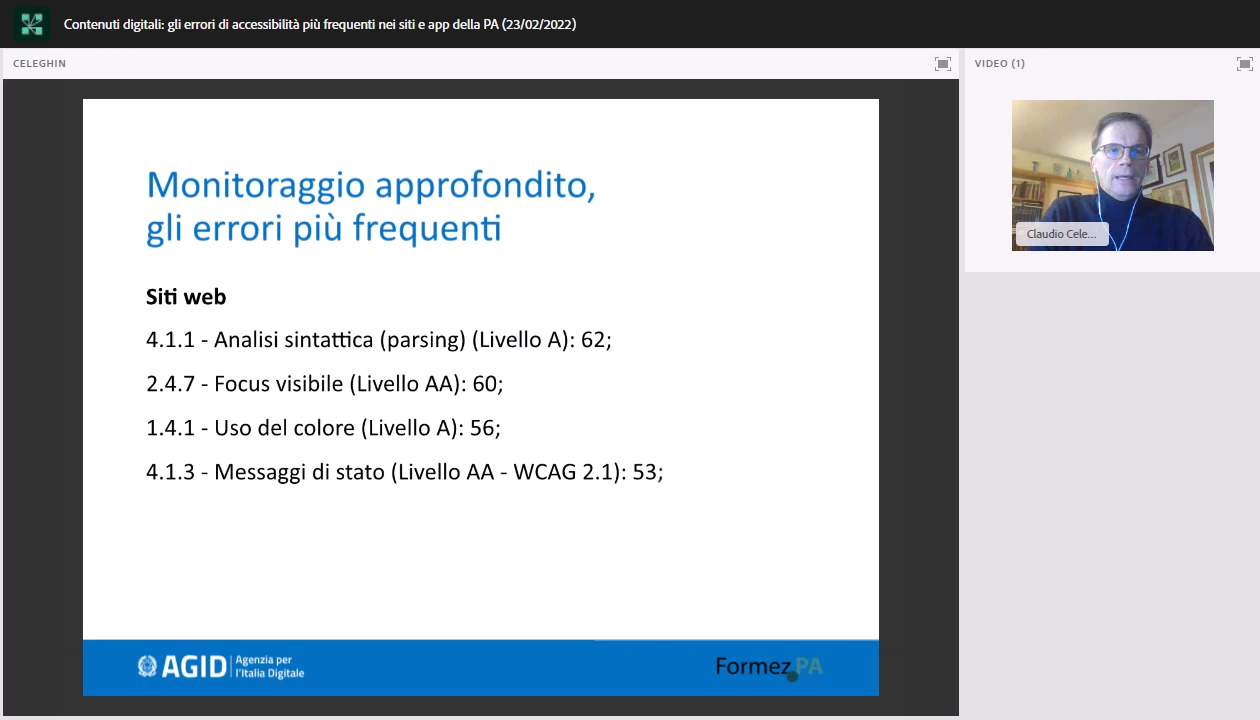 Contenuti digitali: gli errori di accessibilità più frequenti nei siti e app della PA (23/02/2022)
CELEGHIN
VIDEO (1)
Monitoraggio approfondito,
gli errori più frequenti
Siti web
4.1.1 - Analisi sintattica (parsing) (Livello A): 62;
2.4.7 - Focus visibile (Livello AA): 60;
1.4.1 - Uso del colore (Livello A): 56;
4.1.3 - Messaggi di stato (Livello AA - WCAG 2.1): 53;
Claudio Cele...
AGID Agenzia per
l'Italia Digitale
Formez PA